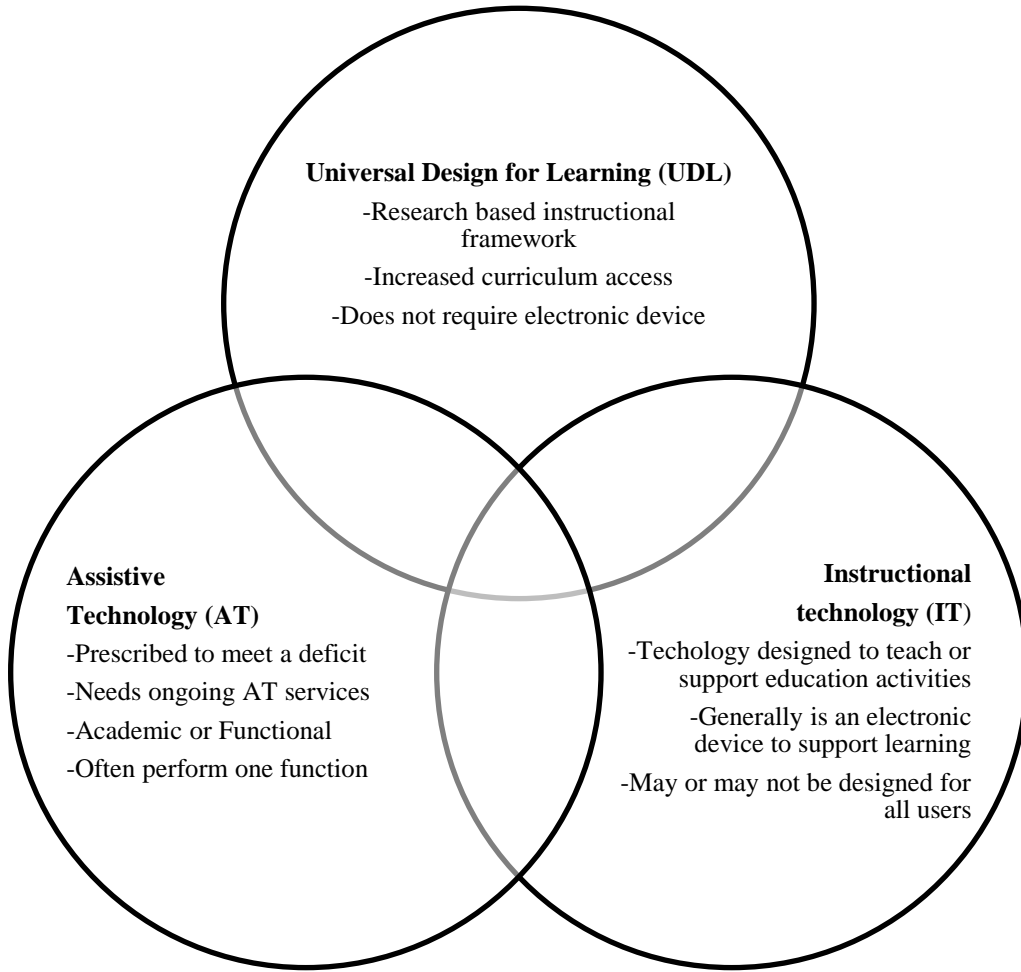 Universal Design for Learning (UDL)
-Research based instructional
framework
-Increased curriculum access
-Does not require electronic device
Assistive
Technology (AT)
-Prescribed to meet a deficit
-Needs ongoing AT services
-Academic or Functional
-Often perform one function
Instructional
technology (IT)
-Techology designed to teach or
support education activities
-Generally is an electronic
device to support learning
-May or may not be designed for
all users